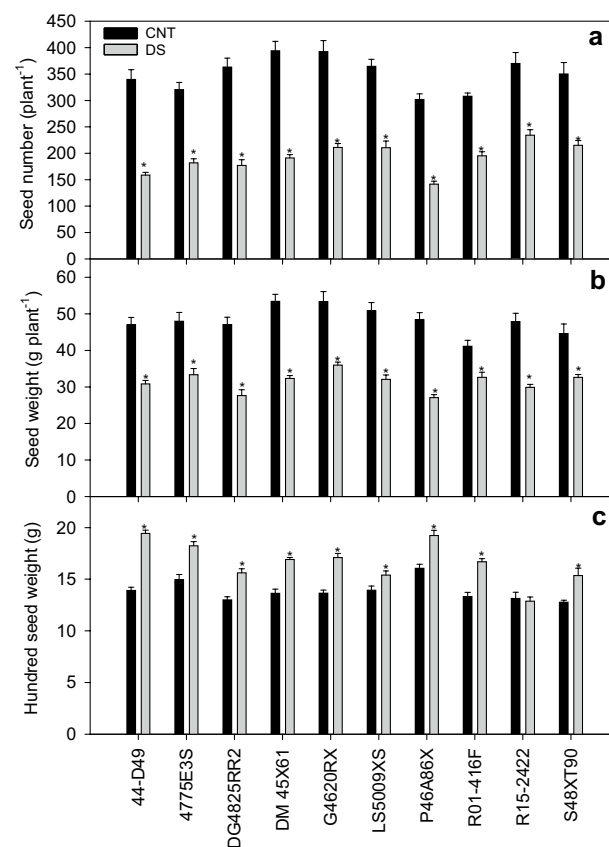 CNT
DS
a
Seed number (plant⁻¹)
450
400
350
300
250
200
150
100
50
0
* * * * * * * * * *
b
Seed weight (g plant⁻¹)
60
50
40
30
20
10
0
* * * * * * * * * *
c
Hundred seed weight (g)
20
15
10
5
0
* * * * * * * * *
44-D49
4775E3S
DG4825RR2
DM 45X61
G4620RX
LS5009XS
P46A86X
R01-416F
R15-2422
S48XT90